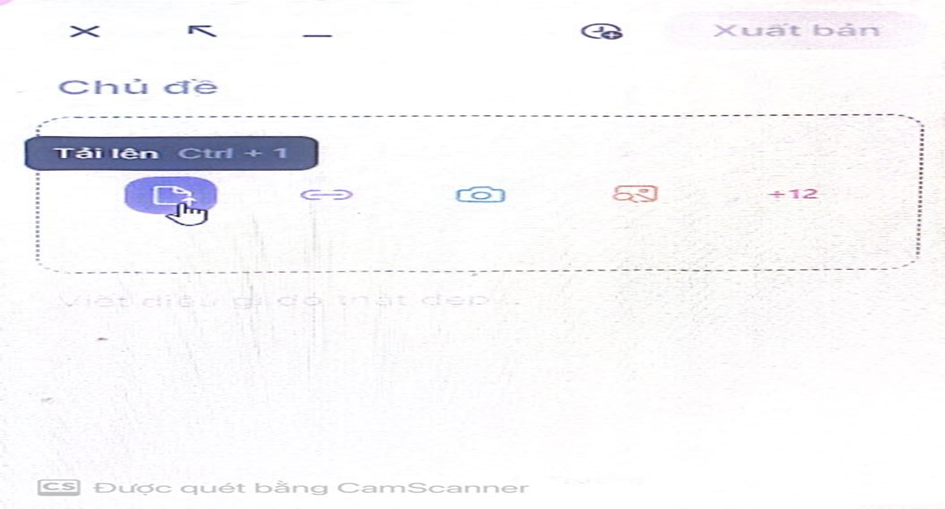 Xuất bản
Chủ đề
Tải lên Ctrl + 1
+12
Viết điều gì đó thật đẹp...
CS Được quét bằng CamScanner